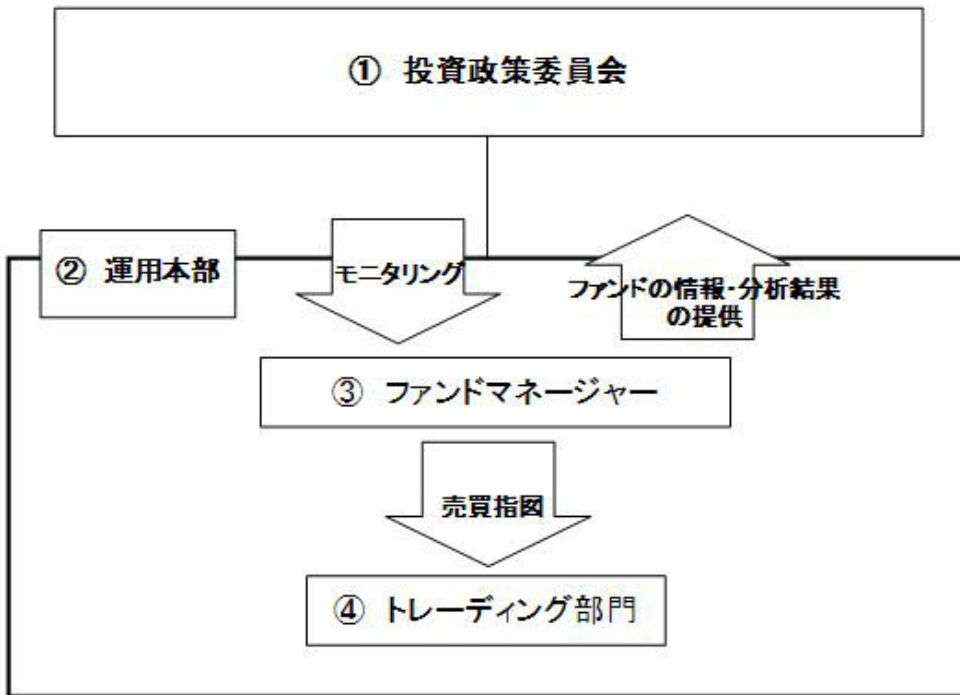 ① 投資政策委員会
② 運用本部
モニタリング
ファンドの情報・分析結果
の提供
③ ファンドマネージャー
売買指図
④ トレーディング部門